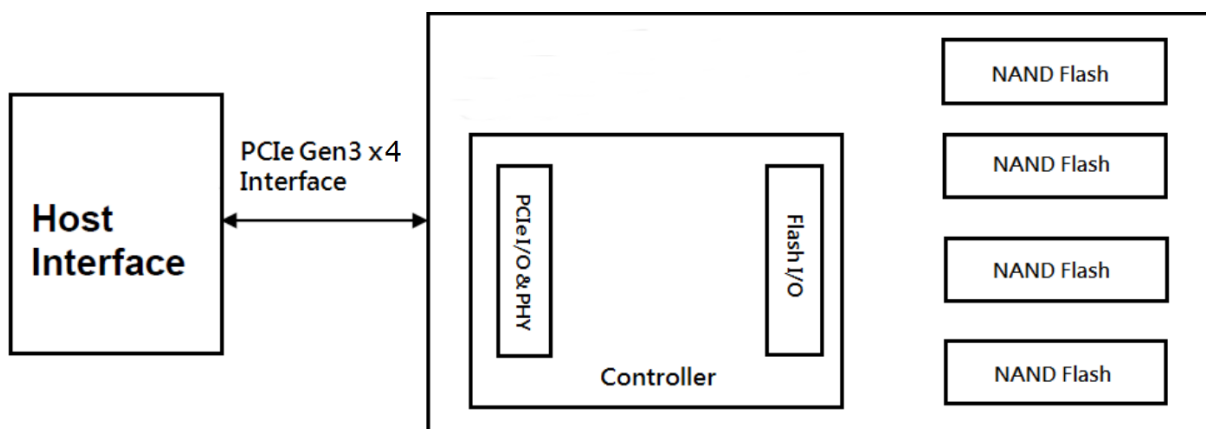 Host
Interface
PCIe Gen3 x4
Interface
PCIe I/O & PHY
Flash I/O
Controller
NAND Flash
NAND Flash
NAND Flash
NAND Flash